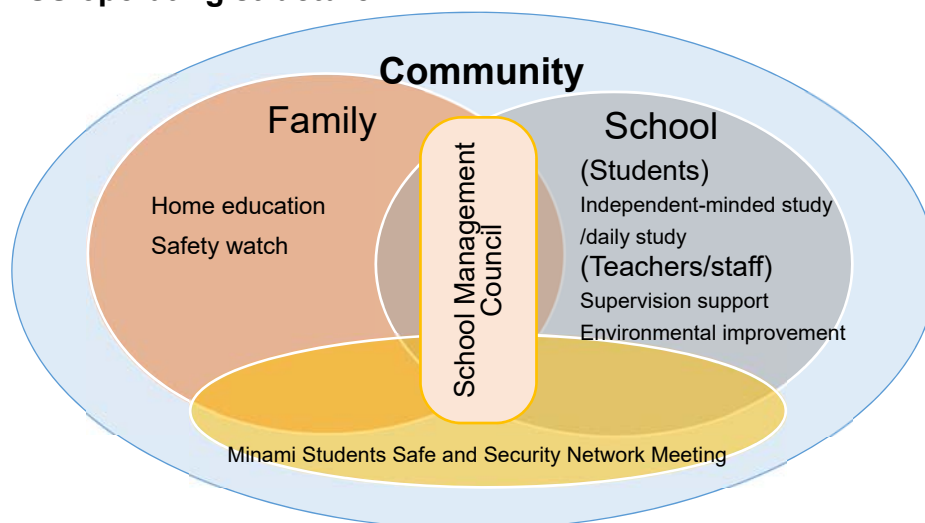 Community
Family
School
(Students)
Independent-minded study
/daily study
(Teachers/staff)
Supervision support
Environmental improvement
Home education
Safety watch
School Management
Council
Minami Students Safe and Security Network Meeting